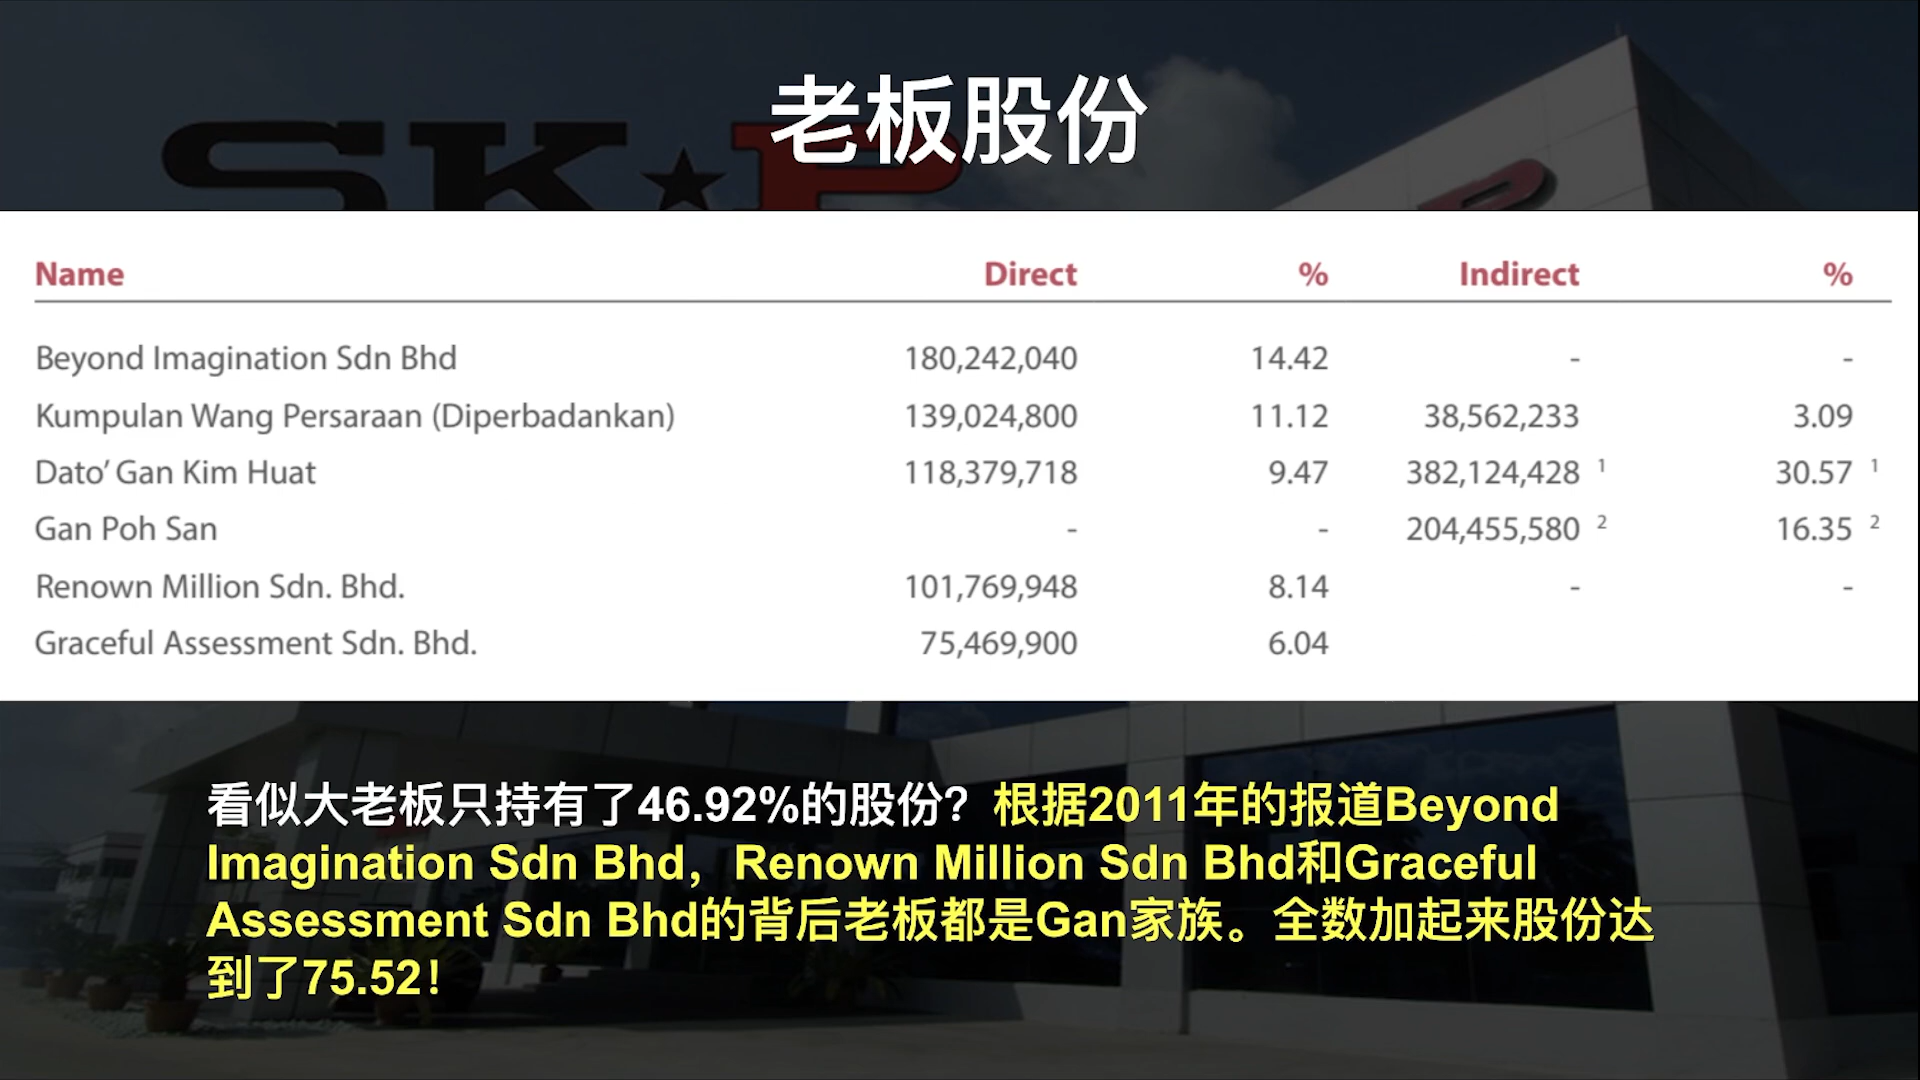 老板股份
SK★P
P
Name Direct % Indirect %
Beyond Imagination Sdn Bhd 180,242,040 14.42 - -
Kumpulan Wang Persaraan (Diperbadankan) 139,024,800 11.12 38,562,233 3.09
Dato’ Gan Kim Huat 118,379,718 9.47 382,124,428 1 30.57 1
Gan Poh San - - 204,455,580 2 16.35 2
Renown Million Sdn. Bhd. 101,769,948 8.14 - -
Graceful Assessment Sdn. Bhd. 75,469,900 6.04
看似大老板只持有了46.92%的股份？根据2011年的报道Beyond
Imagination Sdn Bhd，Renown Million Sdn Bhd和Graceful
Assessment Sdn Bhd的背后老板都是Gan家族。全数加起来股份达
到了75.52！